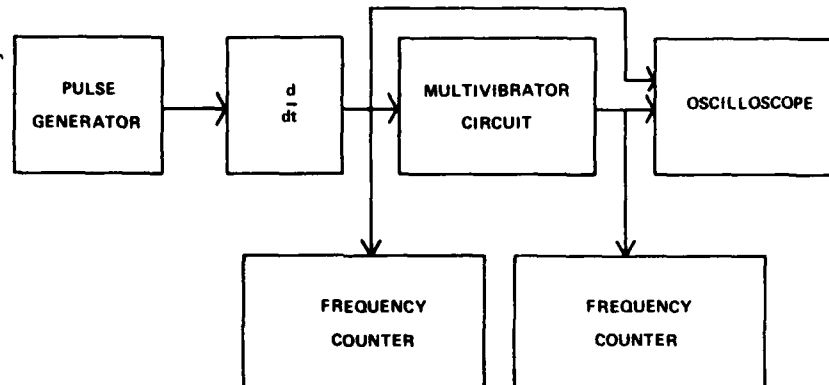 PULSE
GENERATOR
d
dt
MULTIVIBRATOR
CIRCUIT
OSCILLOSCOPE
FREQUENCY
COUNTER
FREQUENCY
COUNTER